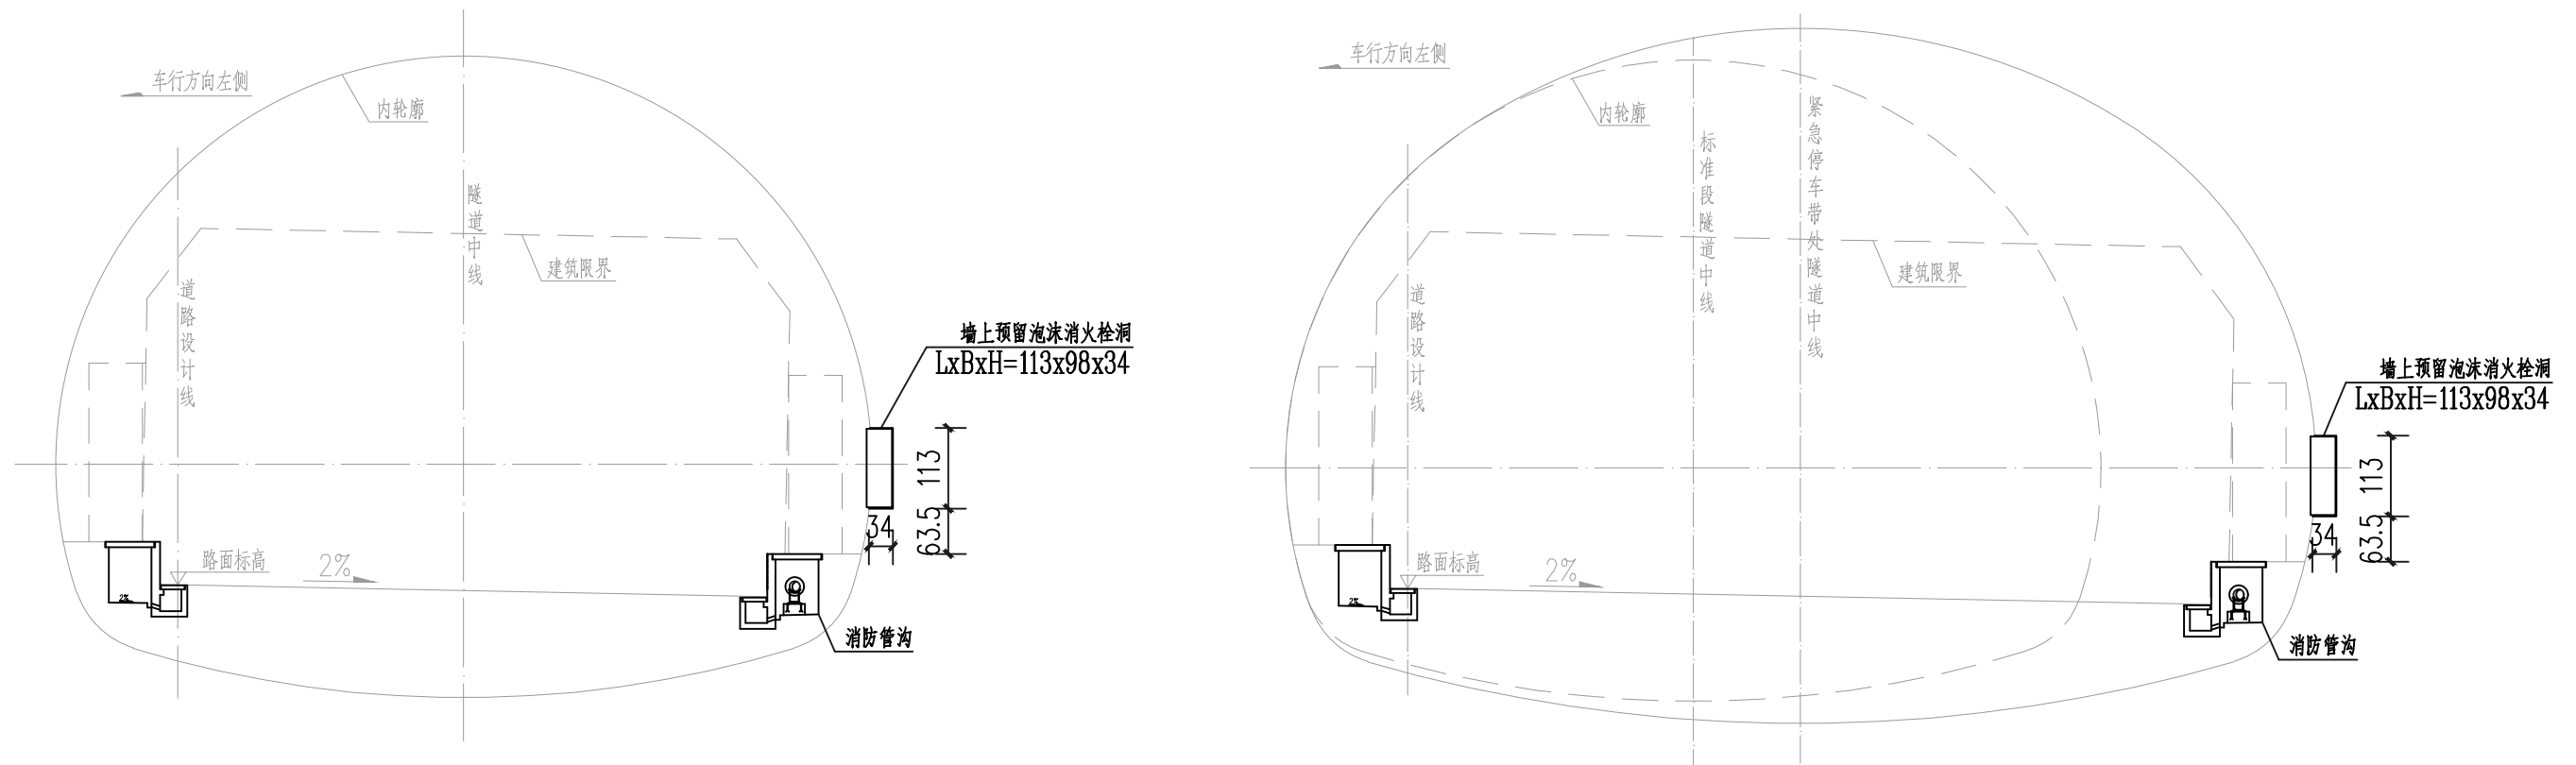 车行方向左侧
内轮廓
隧道中线
建筑限界
道路设计线
墙上预留泡沫消火栓洞
LxBxH=113x98x34
113
34
63.5
路面标高
2%
2%
消防管沟
车行方向左侧
内轮廓
紧急停车带处隧道中线
标准段隧道中线
建筑限界
道路设计线
墙上预留泡沫消火栓洞
LxBxH=113x98x34
113
34
63.5
路面标高
2%
2%
消防管沟